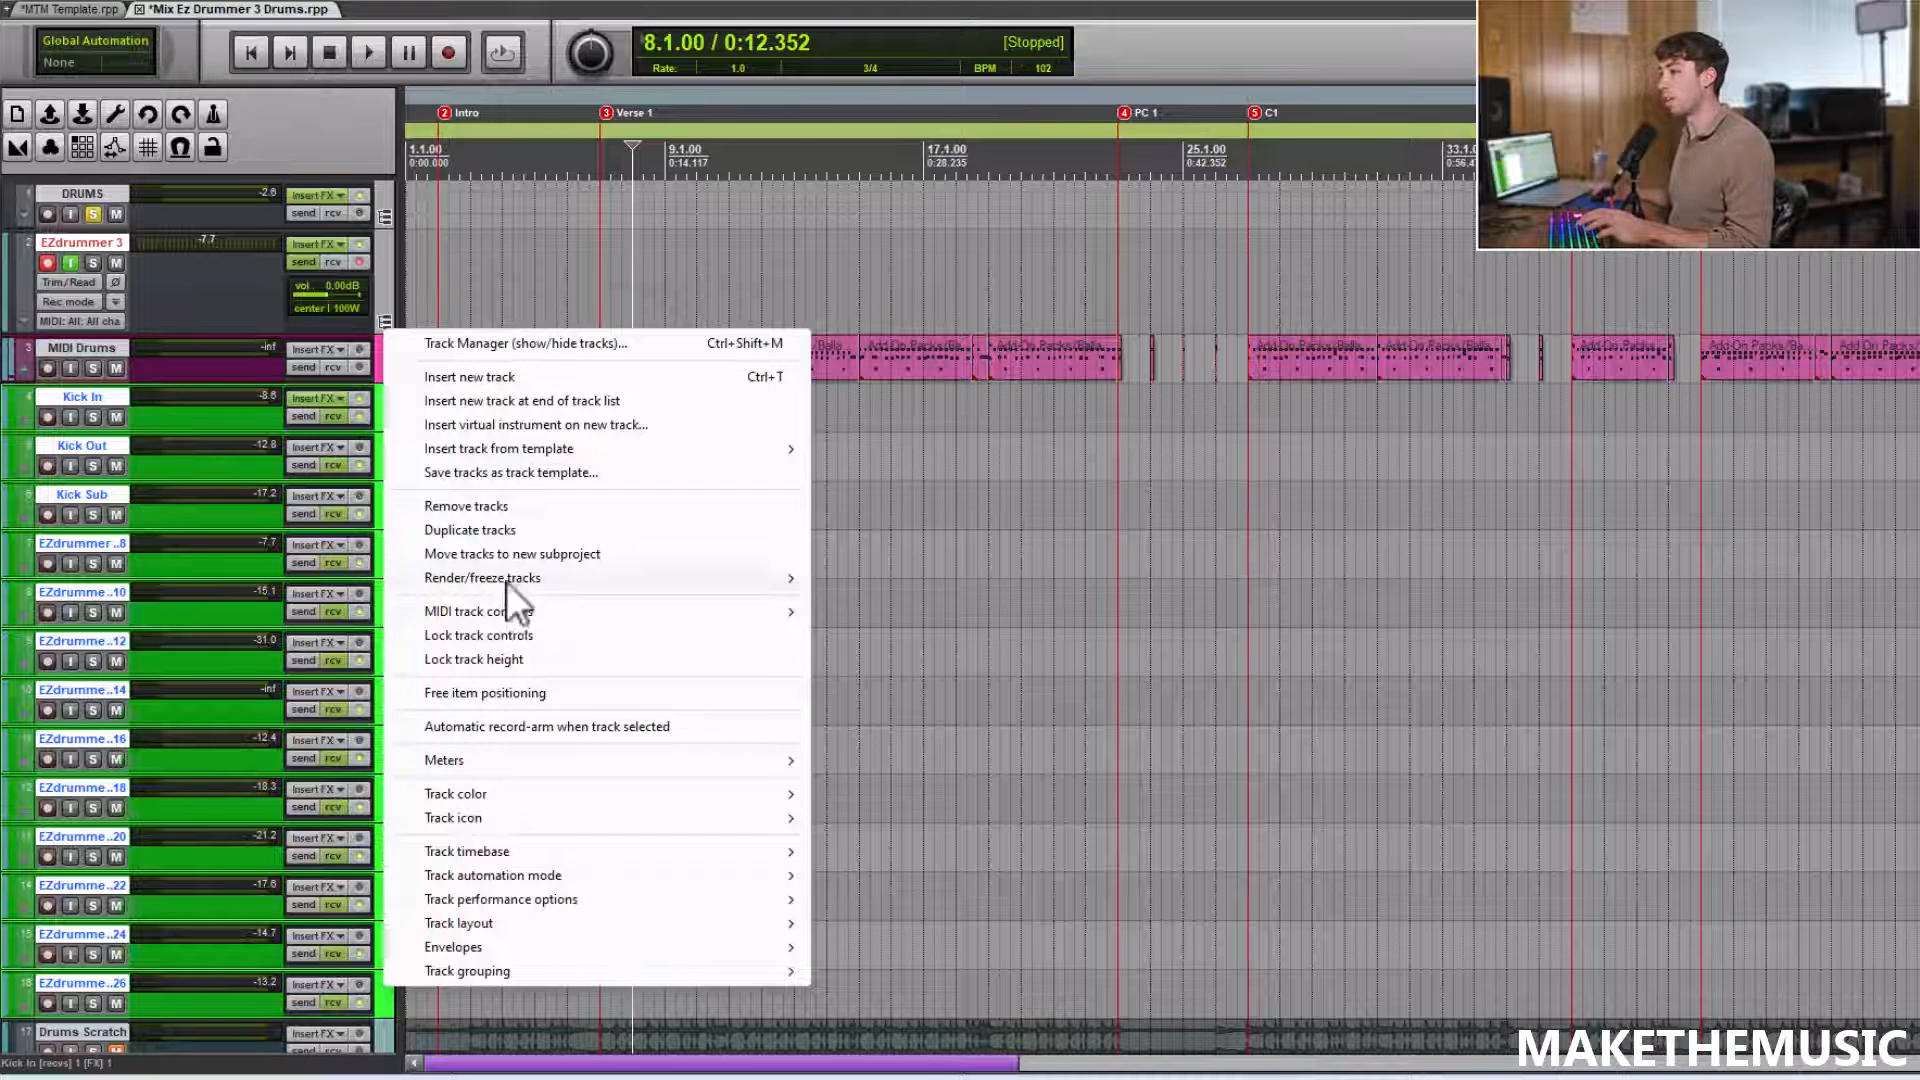 *MTM Template.rpp
*Mix Ez Drummer 3 Drums.rpp
Global Automation
None
8.1.00 / 0:12.352
[Stopped]
Rate: 1.0 3/4 BPM 102
2 Intro
3 Verse 1
4 PC 1
5 C1
1.1.00
0:00.000
9.1.00
0:14.117
17.1.00
0:28.235
25.1.00
0:42.352
DRUMS
-2.6
Insert FX
I S M
send rcv
2
EZdrummer 3
-7.7
Insert FX
I S M
send rcv
Trim/Read
vol 0.00dB
Rec mode
center 100W
MIDI: All: All cha
3
MIDI Drums
-inf
Insert FX
I S M
send rcv
Kick In
-8.6
Insert FX
I S M
send rcv
Kick Out
-12.8
Insert FX
I S M
send rcv
Kick Sub
-17.2
Insert FX
I S M
send rcv
EZdrummer ..8
-7.7
Insert FX
I S M
send rcv
EZdrumme..10
-15.1
Insert FX
I S M
send rcv
EZdrumme..12
-31.0
Insert FX
I S M
send rcv
EZdrumme..14
-inf
Insert FX
I S M
send rcv
EZdrumme..16
-12.4
Insert FX
I S M
send rcv
EZdrumme..18
-18.3
Insert FX
I S M
send rcv
EZdrumme..20
-21.2
Insert FX
I S M
send rcv
EZdrumme..22
-17.6
Insert FX
I S M
send rcv
EZdrumme..24
-14.7
Insert FX
I S M
send rcv
EZdrumme..26
-13.2
Insert FX
I S M
send rcv
17
Drums Scratch
Insert FX
Kick In [recvs] 1 [FX] 1
Track Manager (show/hide tracks)... Ctrl+Shift+M
Insert new track Ctrl+T
Insert new track at end of track list
Insert virtual instrument on new track...
Insert track from template
Save tracks as track template...
Remove tracks
Duplicate tracks
Move tracks to new subproject
Render/freeze tracks
MIDI track
Lock track controls
Lock track height
Free item positioning
Automatic record-arm when track selected
Meters
Track color
Track icon
Track timebase
Track automation mode
Track performance options
Track layout
Envelopes
Track grouping
MAKETHEMUSIC